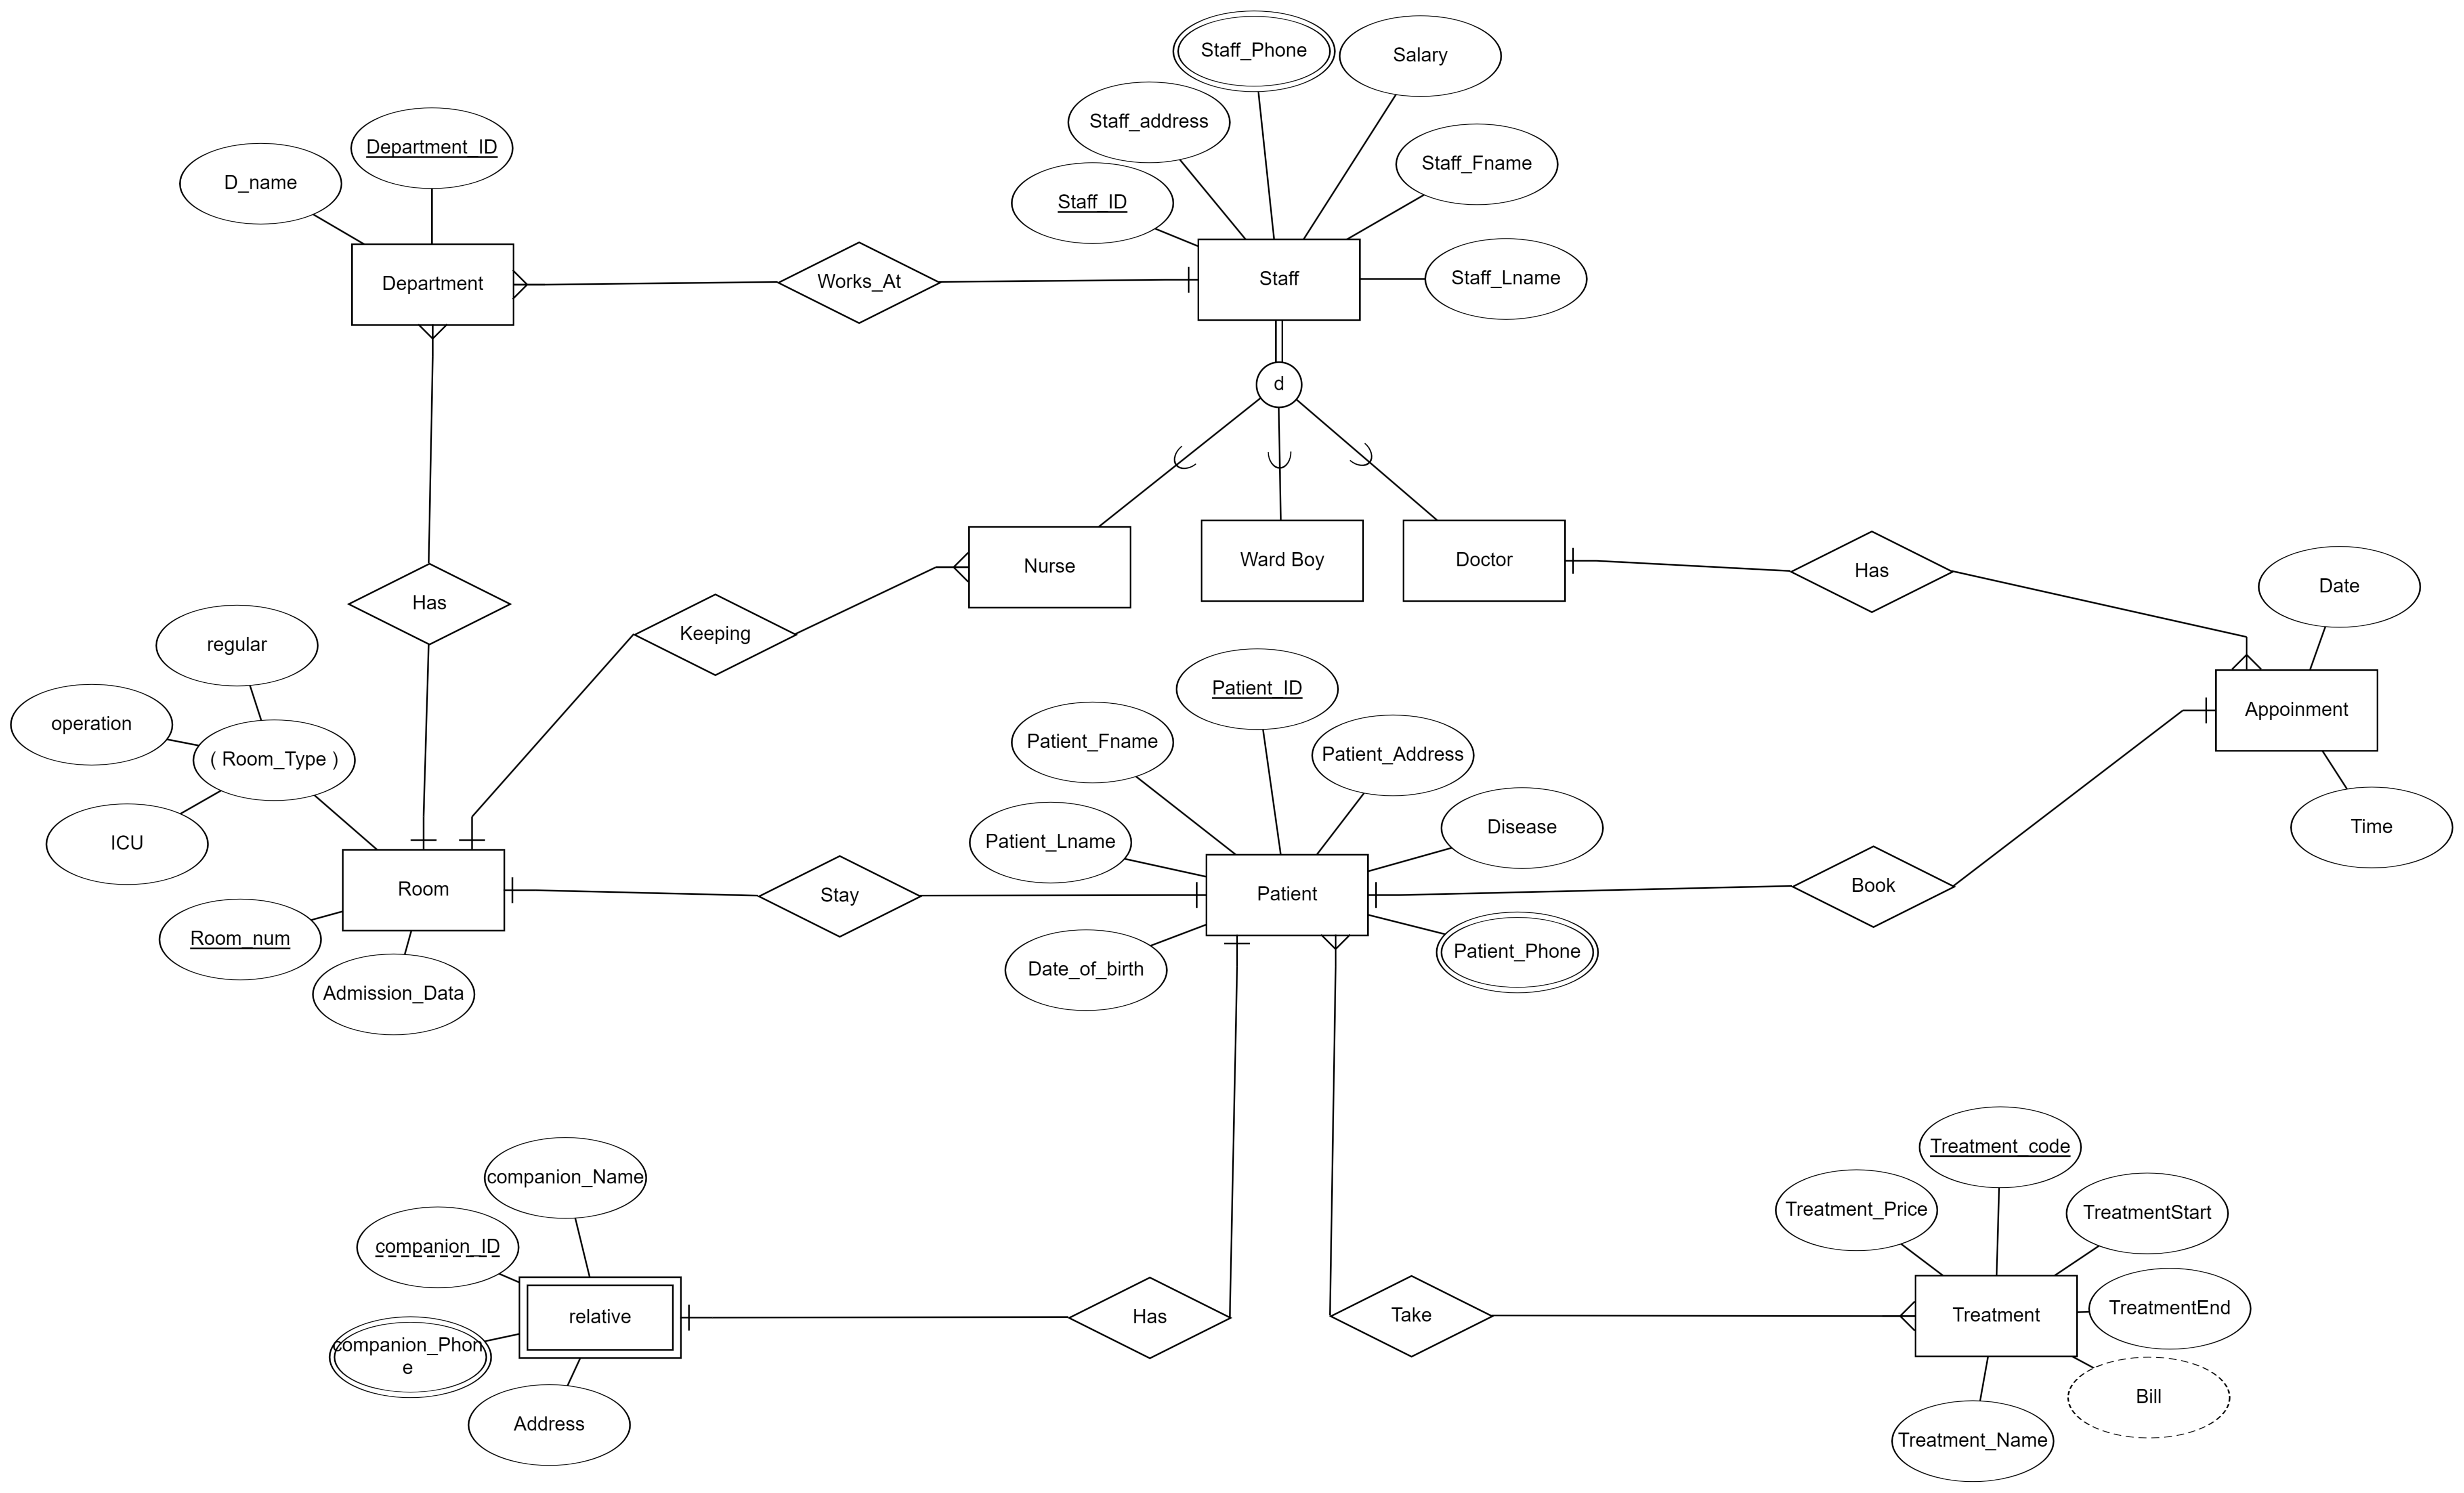 Staff_Phone
Salary
Staff_address
Department_ID
Staff_Fname
D_name
Staff_ID
Department
Works_At
Staff
Staff_Lname
d
Nurse
Ward Boy
Doctor
Has
Date
Has
Keeping
regular
Patient_ID
Appoinment
operation
Patient_Fname
Patient_Address
( Room_Type )
Disease
Time
ICU
Patient_Lname
Room
Stay
Patient
Book
Room_num
Patient_Phone
Date_of_birth
Admission_Data
Treatment_code
companion_Name
Treatment_Price
TreatmentStart
companion_ID
TreatmentEnd
relative
Has
Take
Treatment
companion_Phon
e
Bill
Address
Treatment_Name